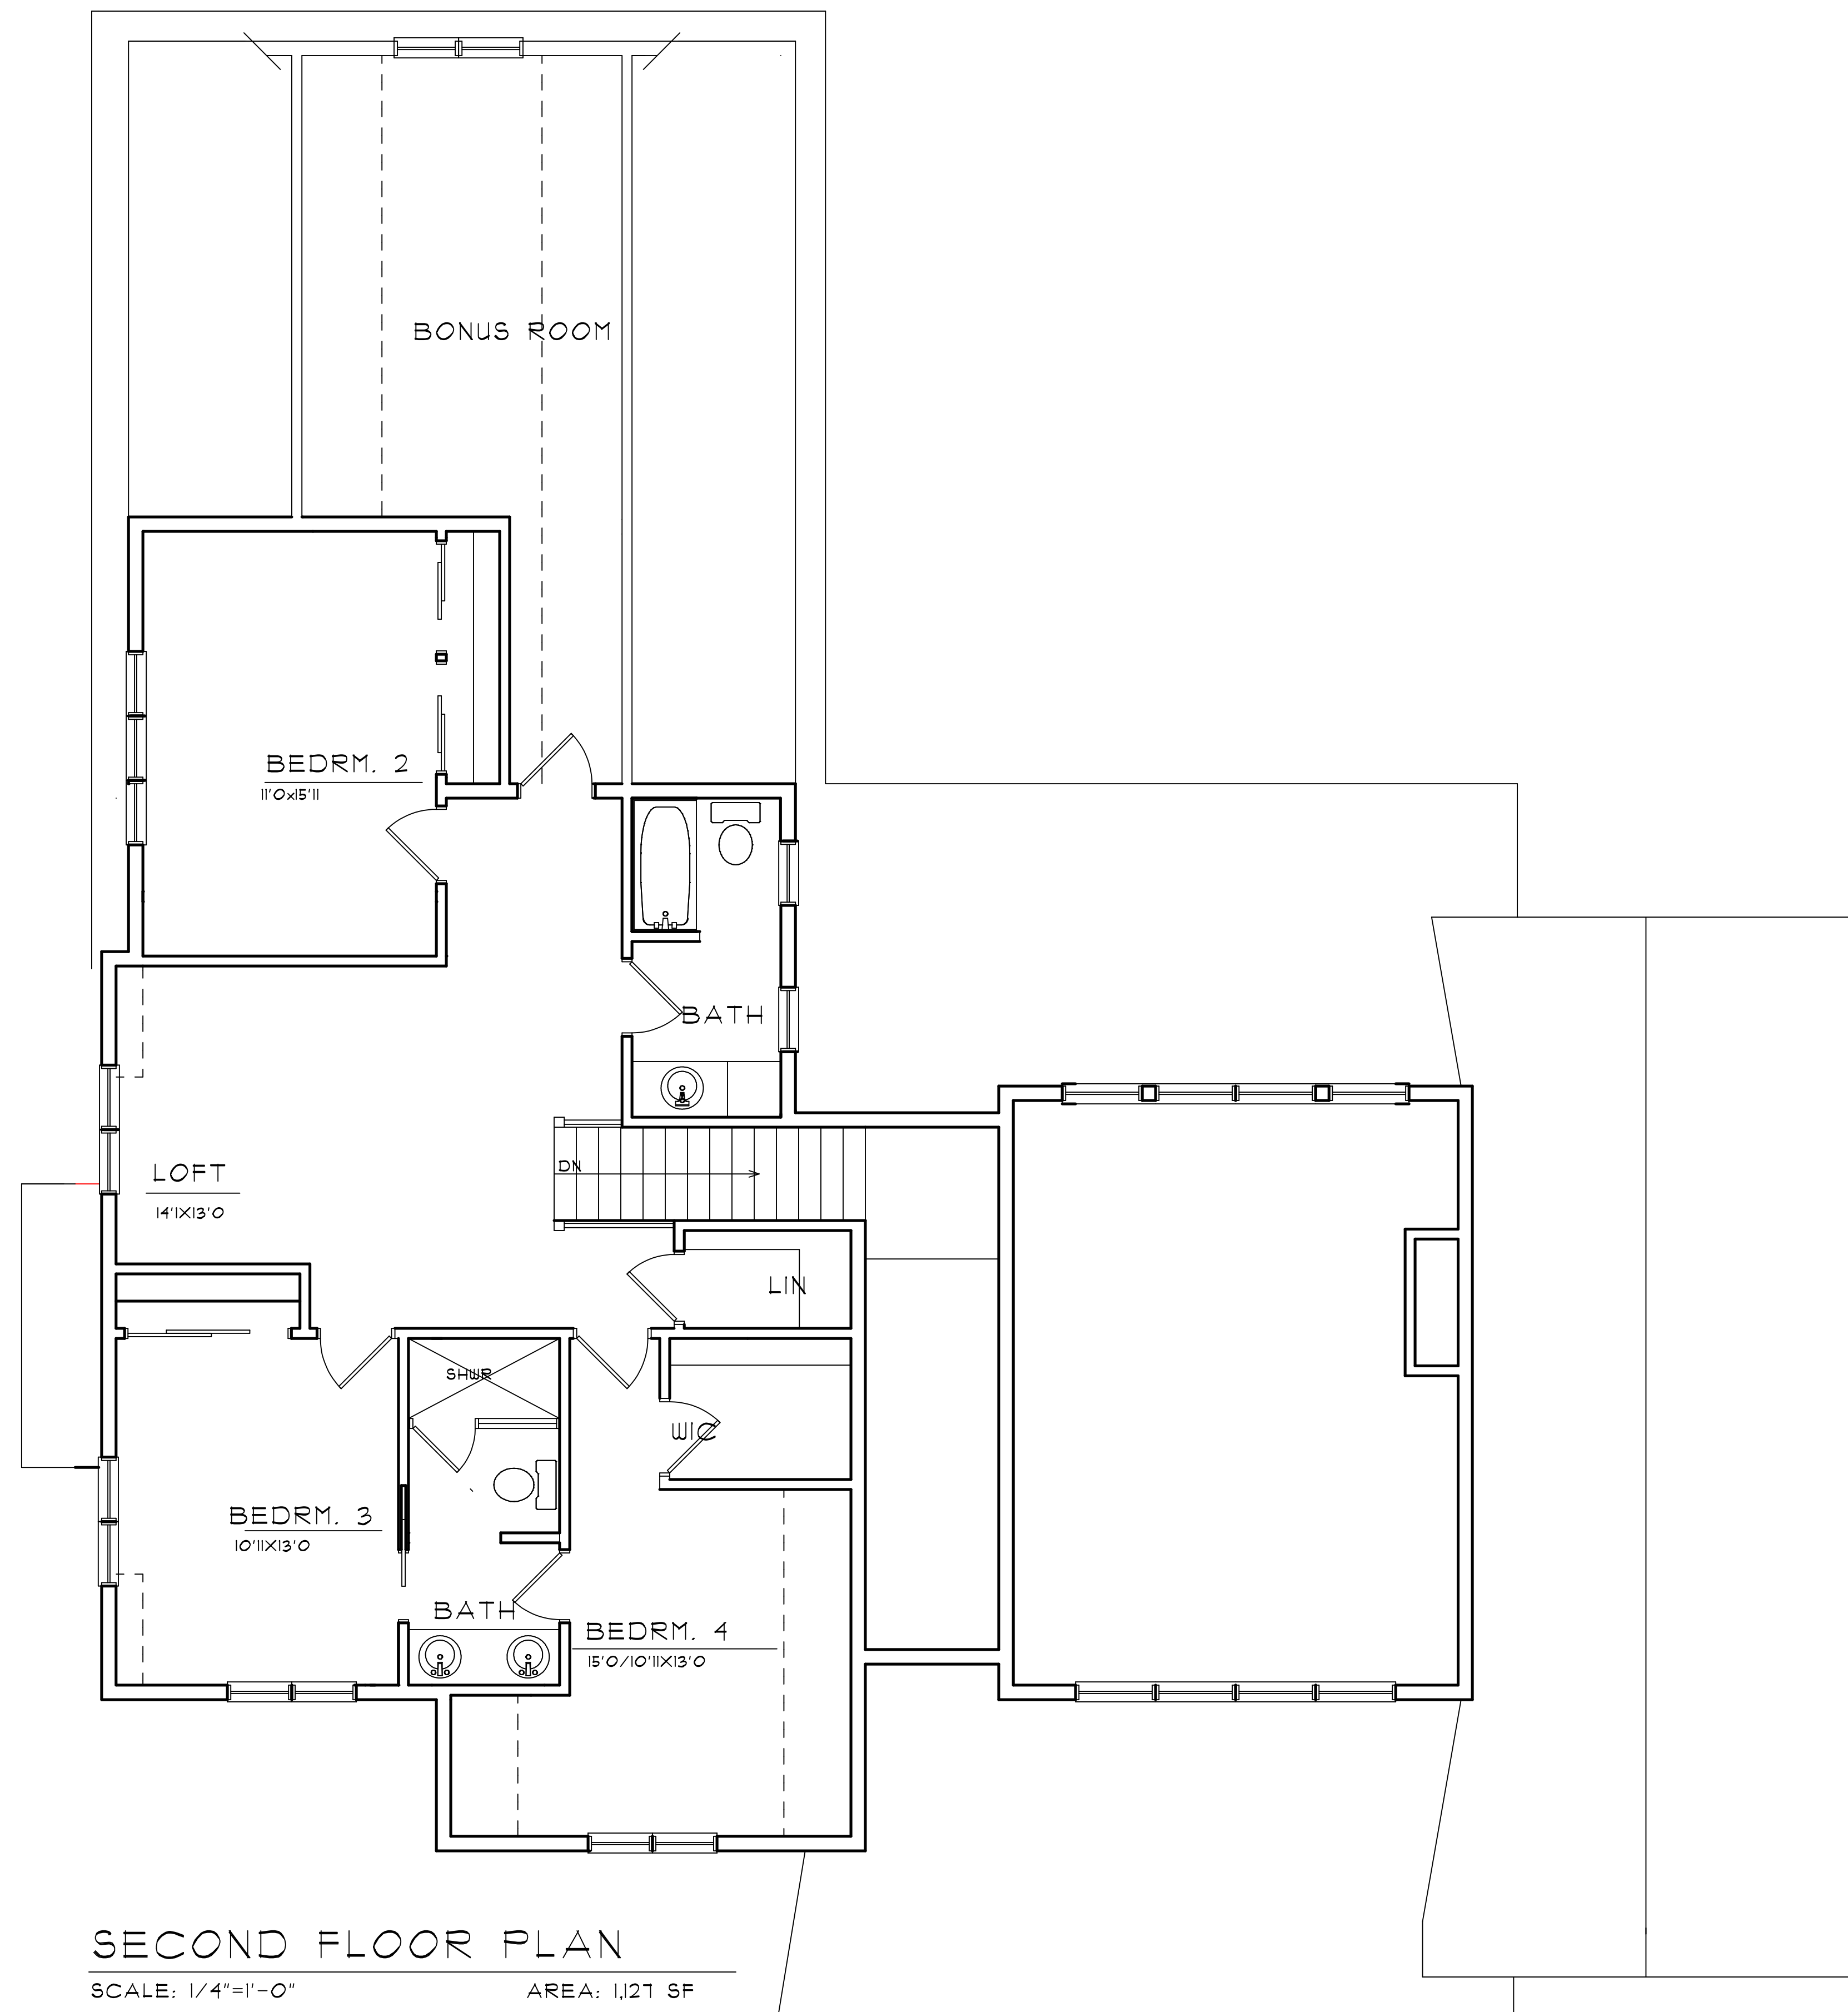 BONUS ROOM
BEDRM. 2
11'0x15'11
BATH
DN
LOFT
14'1X13'0
LIN
SHWR
WIC
BEDRM. 3
10'11X13'0
BATH
BEDRM. 4
15'0/10'11X13'0
SECOND FLOOR PLAN
SCALE: 1/4"=1'-0"
AREA: 1,127 SF